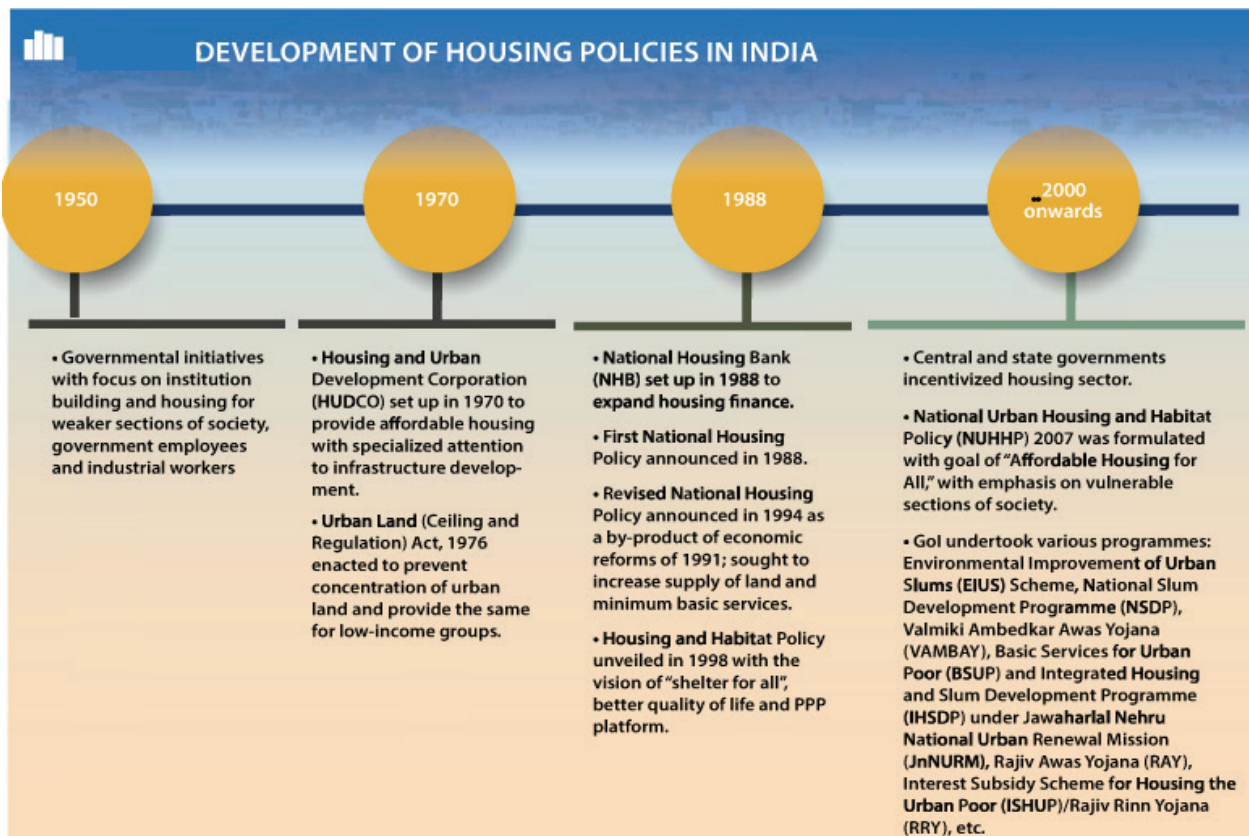 DEVELOPMENT OF HOUSING POLICIES IN INDIA
1950
• Governmental initiatives
with focus on institution
building and housing for
weaker sections of society,
government employees
and industrial workers
1970
• Housing and Urban
Development Corporation
(HUDCO) set up in 1970 to
provide affordable housing
with specialized attention
to infrastructure develop-
ment.
• Urban Land (Ceiling and
Regulation) Act, 1976
enacted to prevent
concentration of urban
land and provide the same
for low-income groups.
1988
• National Housing Bank
(NHB) set up in 1988 to
expand housing finance.
• First National Housing
Policy announced in 1988.
• Revised National Housing
Policy announced in 1994 as
a by-product of economic
reforms of 1991; sought to
increase supply of land and
minimum basic services.
• Housing and Habitat Policy
unveiled in 1998 with the
vision of “shelter for all”,
better quality of life and PPP
platform.
2000
onwards
• Central and state governments
incentivized housing sector.
• National Urban Housing and Habitat
Policy (NUHHP) 2007 was formulated
with goal of “Affordable Housing for
All,” with emphasis on vulnerable
sections of society.
• GoI undertook various programmes:
Environmental Improvement of Urban
Slums (EIUS) Scheme, National Slum
Development Programme (NSDP),
Valmiki Ambedkar Awas Yojana
(VAMBAY), Basic Services for Urban
Poor (BSUP) and Integrated Housing
and Slum Development Programme
(IHSDP) under Jawaharlal Nehru
National Urban Renewal Mission
(JnNURM), Rajiv Awas Yojana (RAY),
Interest Subsidy Scheme for Housing the
Urban Poor (ISHUP)/Rajiv Rinn Yojana
(RRY), etc.